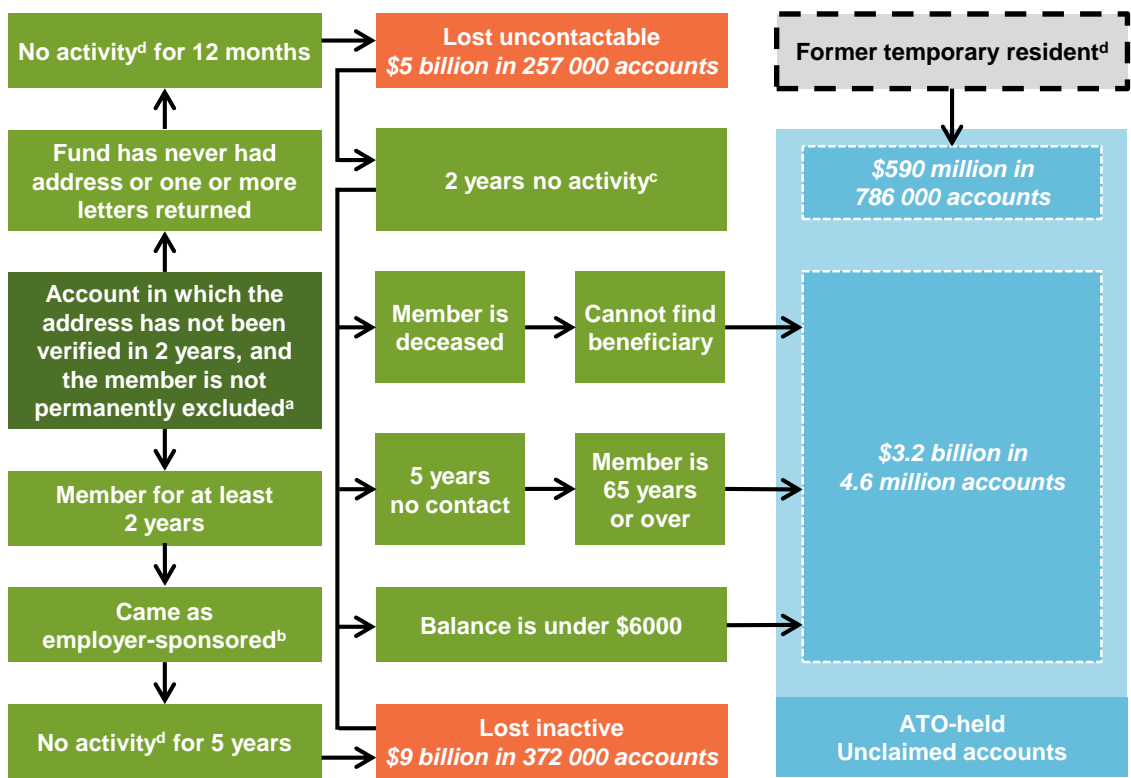 No activityᵈ for 12 months
Fund has never had
address or one or more
letters returned
Account in which the
address has not been
verified in 2 years, and
the member is not
permanently excludedᵃ
Member for at least
2 years
Came as
employer-sponsoredᵇ
No activityᵈ for 5 years
Lost uncontactable
$5 billion in 257 000 accounts
2 years no activityᶜ
Member is
deceased
Cannot find
beneficiary
5 years
no contact
Member is
65 years
or over
Balance is under $6000
Lost inactive
$9 billion in 372 000 accounts
Former temporary residentᵈ
$590 million in
786 000 accounts
$3.2 billion in
4.6 million accounts
ATO-held
Unclaimed accounts